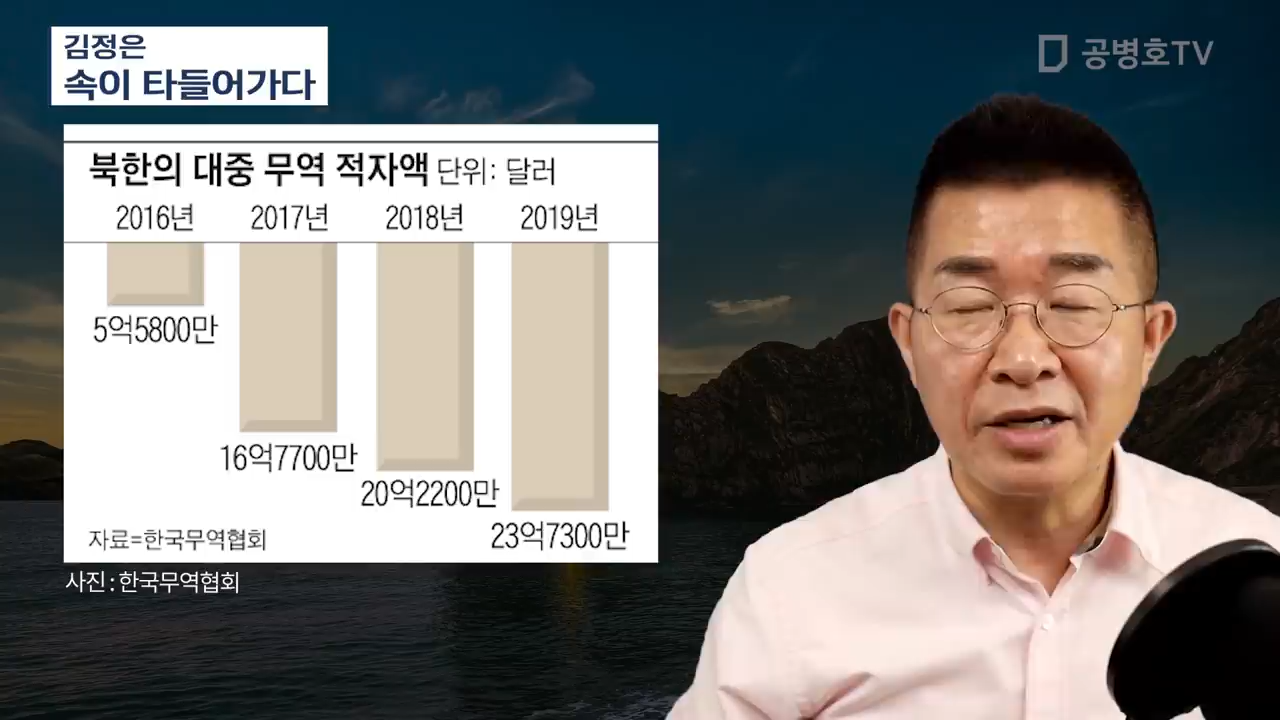 김정은
속이 타들어가다
공병호TV
북한의 대중 무역 적자액 단위: 달러
2016년 2017년 2018년 2019년
5억5800만
16억7700만
20억2200만
23억7300만
자료=한국무역협회
사진 : 한국무역협회